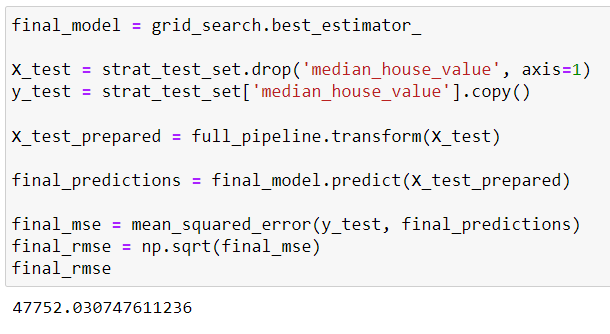 final_model = grid_search.best_estimator_
X_test = strat_test_set.drop('median_house_value', axis=1)
y_test = strat_test_set['median_house_value'].copy()
X_test_prepared = full_pipeline.transform(X_test)
final_predictions = final_model.predict(X_test_prepared)
final_mse = mean_squared_error(y_test, final_predictions)
final_rmse = np.sqrt(final_mse)
final_rmse
47752.030747611236